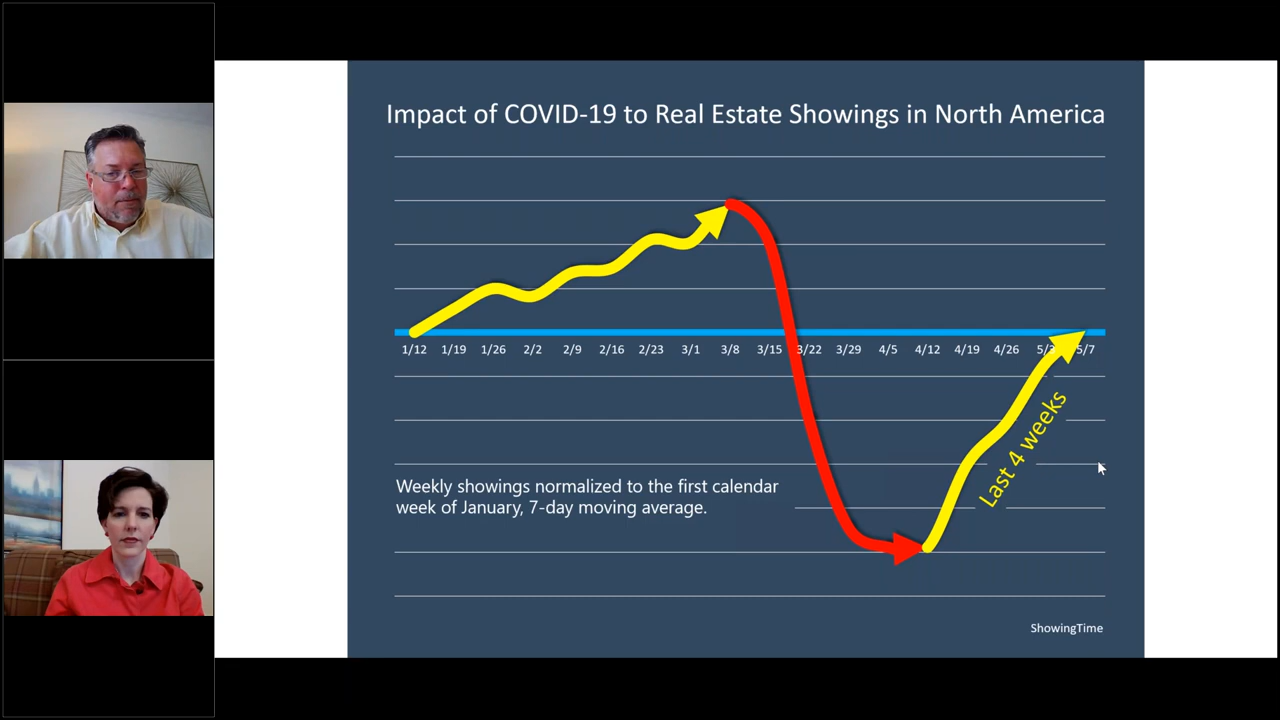 Impact of COVID-19 to Real Estate Showings in North America
1/12 1/19 1/26 2/2 2/9 2/16 2/23 3/1 3/8 3/15 3/22 3/29 4/5 4/12 4/19 4/26 5/3 5/7
Last 4 weeks
Weekly showings normalized to the first calendar
week of January, 7-day moving average.
ShowingTime